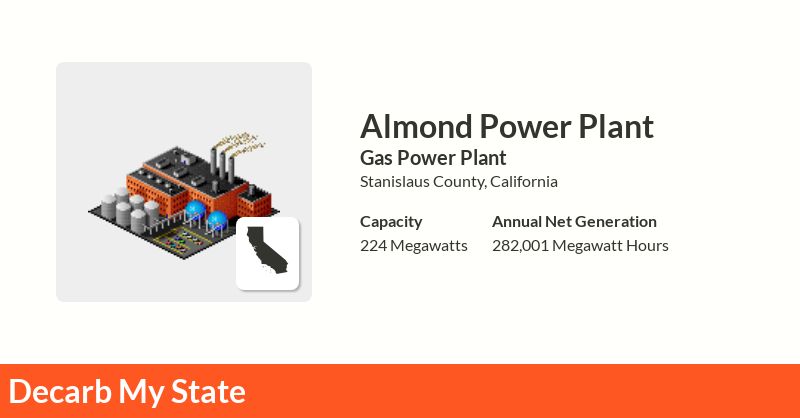 Almond Power Plant
Gas Power Plant
Stanislaus County, California
Capacity
224 Megawatts
Annual Net Generation
282,001 Megawatt Hours
Decarb My State